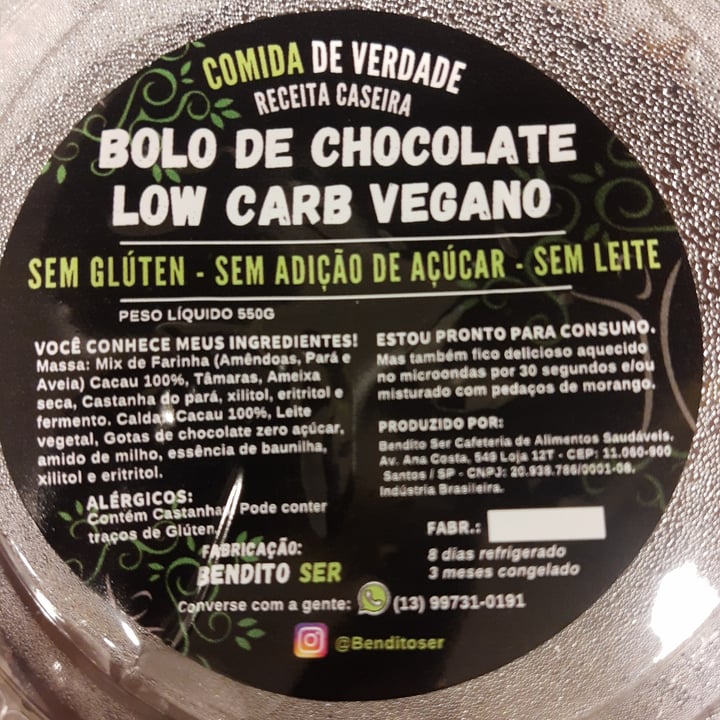 COMIDA DE VERDADE
RECEITA CASEIRA
BOLO DE CHOCOLATE
LOW CARB VEGANO
SEM GLÚTEN - SEM ADIÇÃO DE AÇÚCAR - SEM LEITE
PESO LÍQUIDO 550G
VOCÊ CONHECE MEUS INGREDIENTES!
Massa: Mix de Farinha (Amêndoas, Pará e
Aveia) Cacau 100%, Tâmaras, Ameixa
seca, Castanha do pará, xilitol, eritritol e
fermento. Calda: Cacau 100%, Leite
vegetal, Gotas de chocolate zero açúcar,
amido de milho, essência de baunilha,
xilitol e eritritol.
ALÉRGICOS:
Contém Castanhas. Pode conter
traços de Glúten.
ESTOU PRONTO PARA CONSUMO.
Mas também fico delicioso aquecido
no microondas por 30 segundos e/ou
misturado com pedaços de morango.
PRODUZIDO POR:
Bendito Ser Cafeteria de Alimentos Saudáveis.
Av. Ana Costa, 549 Loja 12T - CEP: 11.060-900
Santos / SP - CNPJ: 20.938.786/0001-06.
Indústria Brasileira.
FABR.:
8 dias refrigerado
3 meses congelado
FABRICAÇÃO:
BENDITO SER
Converse com a gente: (13) 99731-0191
@Benditoser